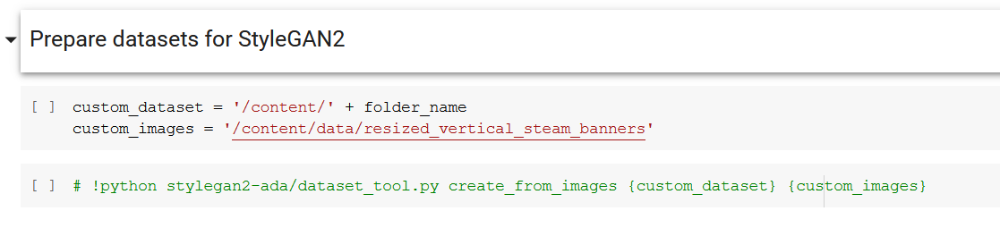 Prepare datasets for StyleGAN2
[ ] custom_dataset = '/content/' + folder_name
custom_images = '/content/data/resized_vertical_steam_banners'
[ ] # !python stylegan2-ada/dataset_tool.py create_from_images {custom_dataset} {custom_images}